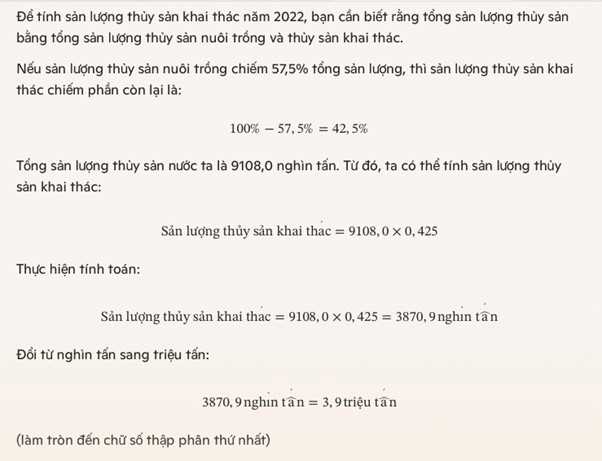 Để tính sản lượng thủy sản khai thác năm 2022, bạn cần biết rằng tổng sản lượng thủy sản
bằng tổng sản lượng thủy sản nuôi trồng và thủy sản khai thác.
Nếu sản lượng thủy sản nuôi trồng chiếm 57,5% tổng sản lượng, thì sản lượng thủy sản khai
thác chiếm phần còn lại là:
100% − 57, 5% = 42, 5%
Tổng sản lượng thủy sản nước ta là 9108,0 nghìn tấn. Từ đó, ta có thể tính sản lượng thủy
sản khai thác:
Sản lượng thủy sản khai thác = 9108, 0 × 0, 425
Thực hiện tính toán:
Sản lượng thủy sản khai thác = 9108, 0 × 0, 425 = 3870, 9 nghìn tấn
Đổi từ nghìn tấn sang triệu tấn:
3870, 9 nghìn tấn = 3, 9 triệu tấn
(làm tròn đến chữ số thập phân thứ nhất)